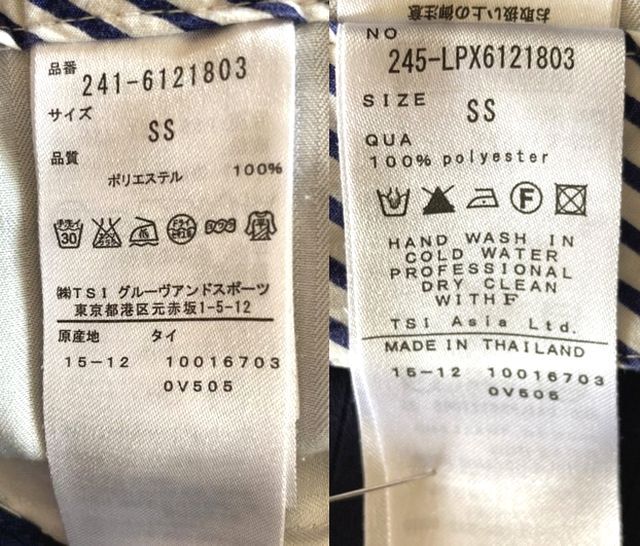 品番
241-6121803
サイズ
SS
品質
ポリエステル 100%
手洗イ
30
中
㈱TSI グルーヴアンドスポーツ
東京都港区元赤坂1-5-12
原産地 タイ
15-12 10016703
0V505
お取扱い上の御注意
NO
245-LPX6121803
SIZE
SS
QUA
100% polyester
F
HAND WASH IN
COLD WATER
PROFESSIONAL
DRY CLEAN
WITH F
TSI Asia Ltd.
MADE IN THAILAND
15-12 10016703
0V505